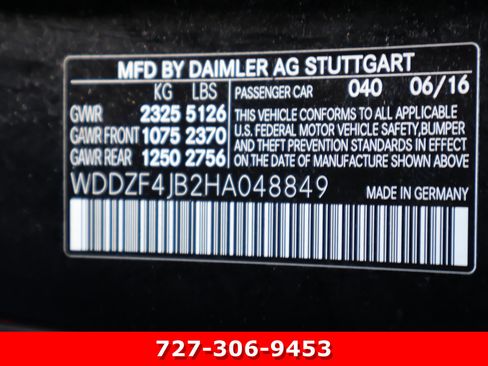 MFD BY DAIMLER AG STUTTGART
KG LBS PASSENGER CAR 040 06/16
GVWR 2325 5126
GAWR FRONT 1075 2370
GAWR REAR 1250 2756
THIS VEHICLE CONFORMS TO ALL APPLICABLE
U.S. FEDERAL MOTOR VEHICLE SAFETY, BUMPER
AND THEFT PREVENTION STANDARDS IN EFFECT
ON THE DATE OF MANUFACTURE SHOWN ABOVE.
WDDZF4JB2HA048849 MADE IN GERMANY
727-306-9453